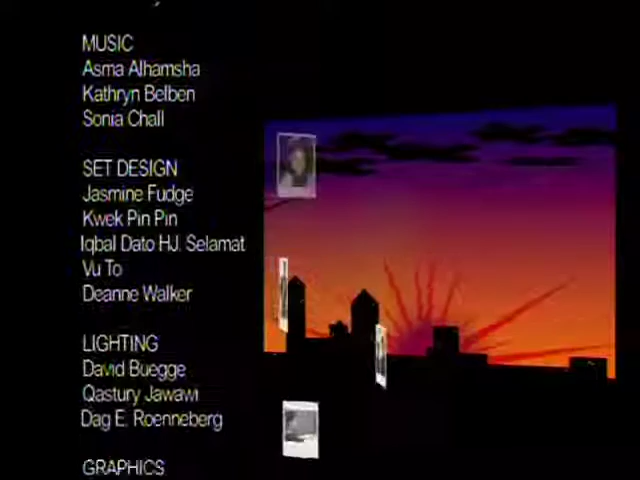 MUSIC
Asma Alhamsha
Kathryn Belben
Sonia Chall
SET DESIGN
Jasmine Fudge
Kwek Pin Pin
Iqbal Dato HJ. Selamat
Vu To
Deanne Walker
LIGHTING
David Buegge
Qastury Jawawi
Dag E. Roenneberg
GRAPHICS